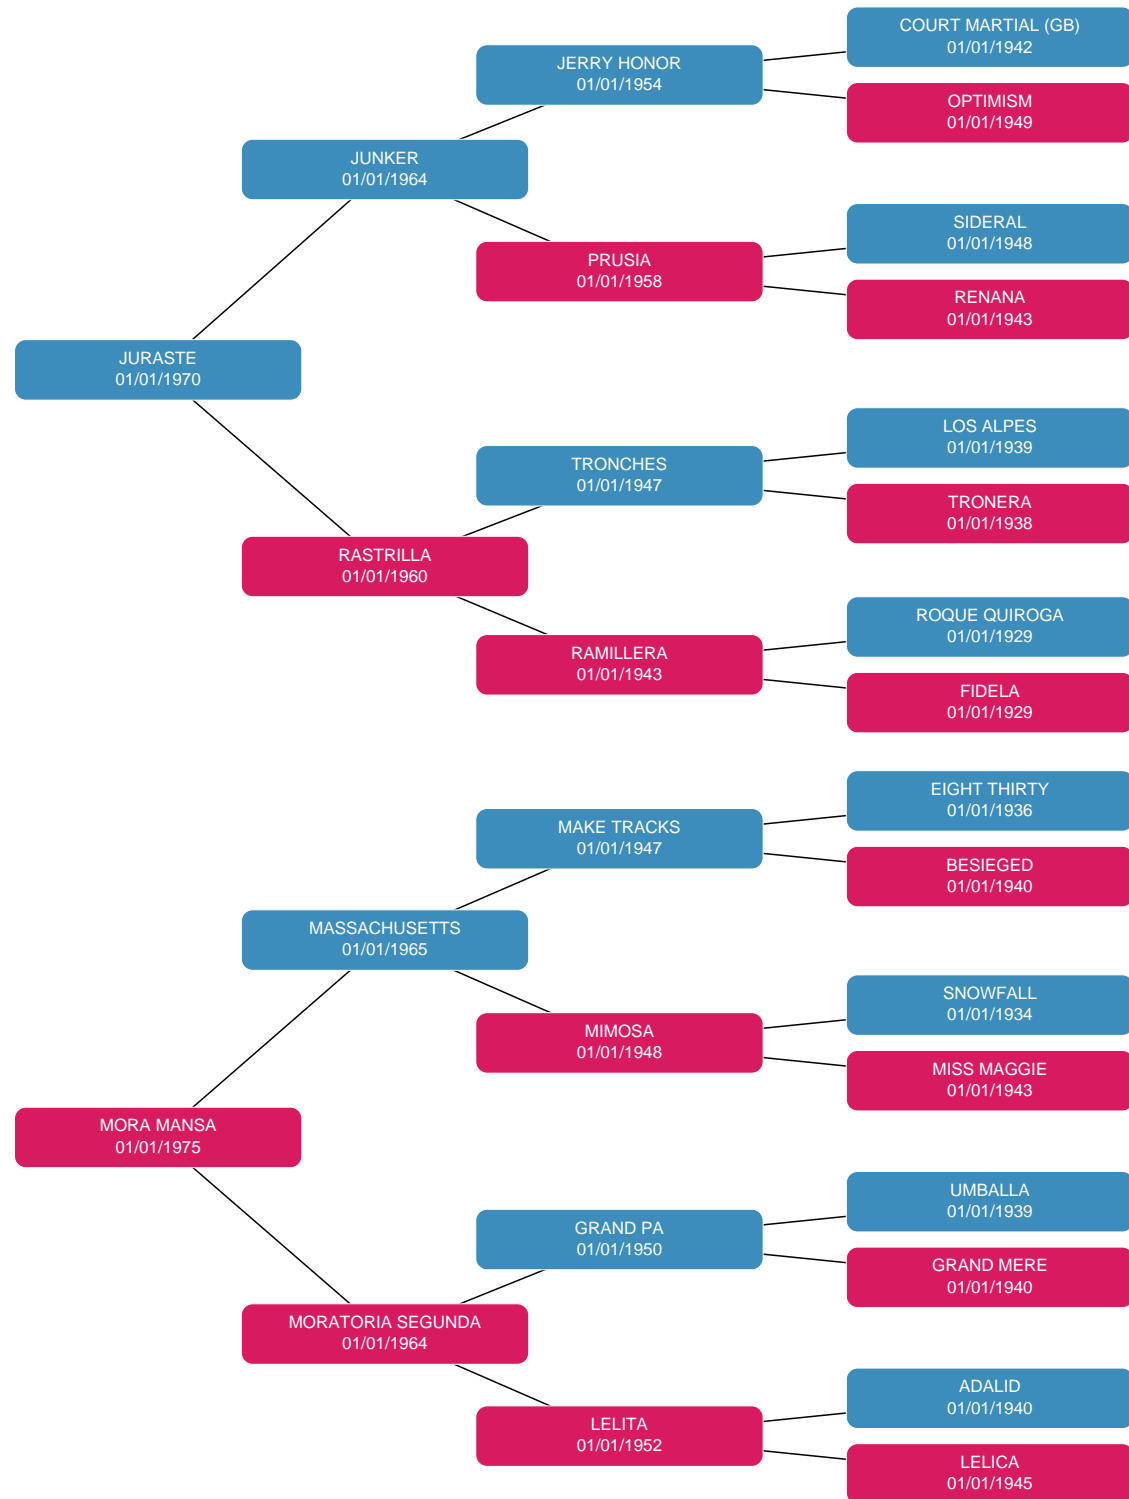 COURT MARTIAL (GB)
01/01/1942
JERRY HONOR
01/01/1954
OPTIMISM
01/01/1949
JUNKER
01/01/1964
SIDERAL
01/01/1948
PRUSIA
01/01/1958
RENANA
01/01/1943
JURASTE
01/01/1970
LOS ALPES
01/01/1939
TRONCHES
01/01/1947
TRONERA
01/01/1938
RASTRILLA
01/01/1960
ROQUE QUIROGA
01/01/1929
RAMILLERA
01/01/1943
FIDELA
01/01/1929
EIGHT THIRTY
01/01/1936
MAKE TRACKS
01/01/1947
BESIEGED
01/01/1940
MASSACHUSETTS
01/01/1965
SNOWFALL
01/01/1934
MIMOSA
01/01/1948
MISS MAGGIE
01/01/1943
MORA MANSA
01/01/1975
UMBALLA
01/01/1939
GRAND PA
01/01/1950
GRAND MERE
01/01/1940
MORATORIA SEGUNDA
01/01/1964
ADALID
01/01/1940
LELITA
01/01/1952
LELICA
01/01/1945